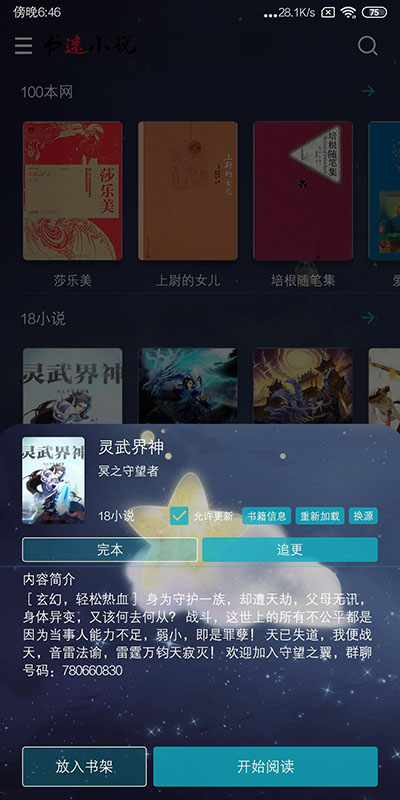 傍晚6:46
...28.1K/s
75
书迷小说
100本网
莎乐美
上尉的女儿
培根随笔集
莎乐美
上尉的女儿
培根随笔集
18小说
灵武界神
灵武界神
灵武界神
冥之守望者
18小说
允许更新
书籍信息
重新加载
换源
完本
追更
内容简介
[ 玄幻，轻松热血 ] 身为守护一族，却遭天劫，父母无讯，
身体异变，又该何去何从？ 战斗，这世上的所有不公平都是
因为当事人能力不足，弱小，即是罪孽！ 天已失道，我便战
天，音雷法谕，雷霆万钧天寂灭！ 欢迎加入守望之翼，群聊
号码：780660830
放入书架
开始阅读